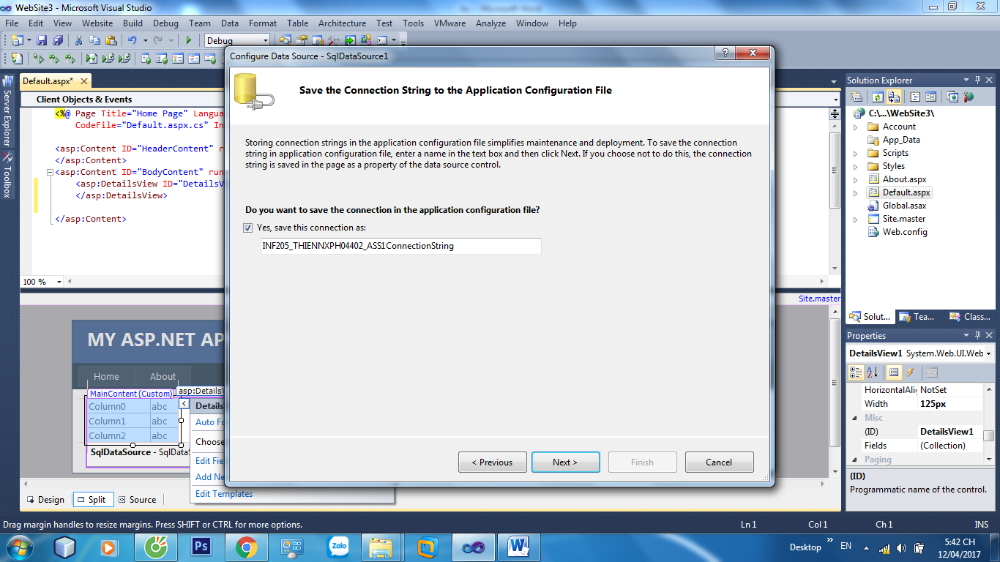 WebSite3 - Microsoft Visual Studio
File Edit View Website Build Debug Team Data Format Table Architecture Test Tools VMware Analyze Window Help
Debug
Configure Data Source - SqlDataSource1
Default.aspx*
Client Objects & Events
Server Explorer
Toolbox
<%@ Page Title="Home Page" Langua
CodeFile="Default.aspx.cs" In
<asp:Content ID="HeaderContent" r
</asp:Content>
<asp:Content ID="BodyContent" run
<asp:DetailsView ID="DetailsV
</asp:DetailsView>
</asp:Content>
100 %
Save the Connection String to the Application Configuration File
Storing connection strings in the application configuration file simplifies maintenance and deployment. To save the connection
string in application configuration file, enter a name in the text box and then click Next. If you choose not to do this, the connection
string is saved in the page as a property of the data source control.
Do you want to save the connection in the application configuration file?
Yes, save this connection as:
INF205_THIENNXPH04402_ASS1ConnectionString
< Previous
Next >
Finish
Cancel
Site.master
MY ASP.NET AP
Home About
MainContent (Custom)
asp:DetailsV
Column0 abc
Column1 abc
Column2 abc
SqlDataSource - SqlDataS
Details
Auto Fo
Choose
Edit Fie
Add Ne
Edit Templates
Design Split Source
Solution Explorer
C:\...\WebSite3\
Account
App_Data
Scripts
Styles
About.aspx
Default.aspx
Global.asax
Site.master
Web.config
Solut... Tea... Class...
Properties
DetailsView1 System.Web.UI.Web
HorizontalAli NotSet
Width 125px
Misc
(ID) DetailsView1
Fields (Collection)
Paging
(ID)
Programmatic name of the control.
Drag margin handles to resize margins. Press SHIFT or CTRL for more options.
Ln 1 Col 1 Ch 1 INS
Ps
Zalo
W
Desktop
EN
5:42 CH
12/04/2017